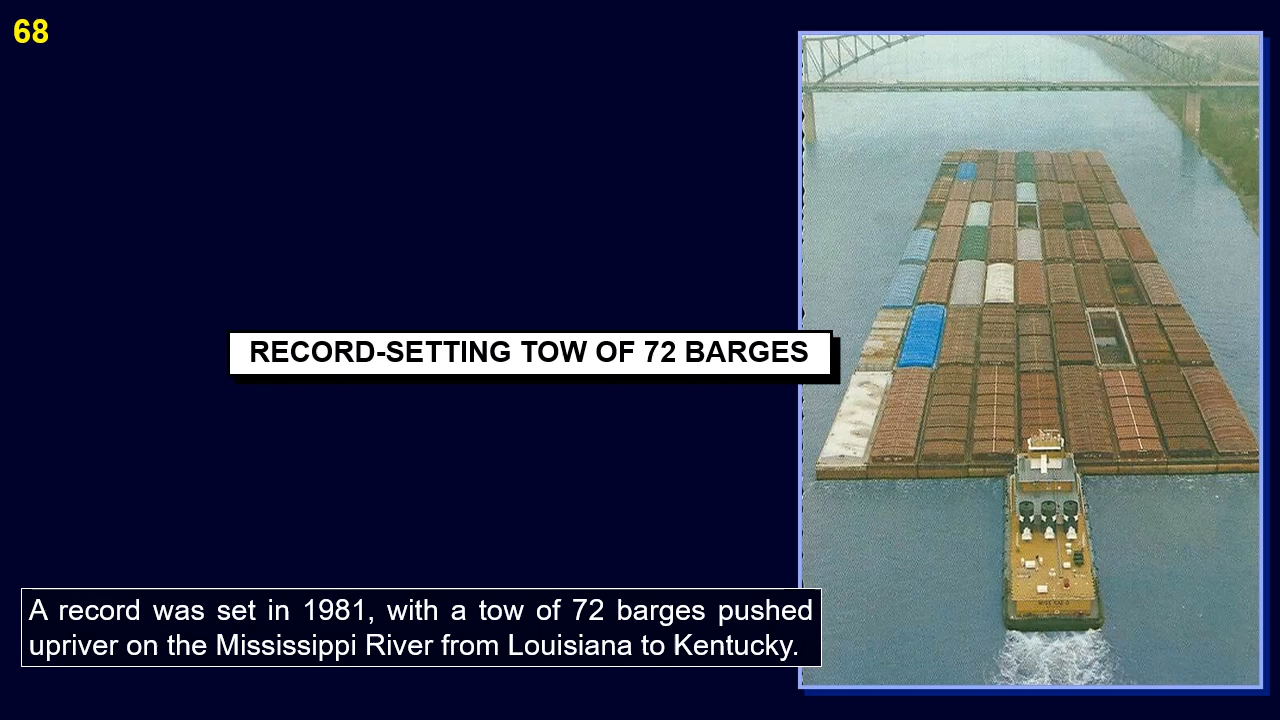 68
RECORD-SETTING TOW OF 72 BARGES
A record was set in 1981, with a tow of 72 barges pushed
upriver on the Mississippi River from Louisiana to Kentucky.